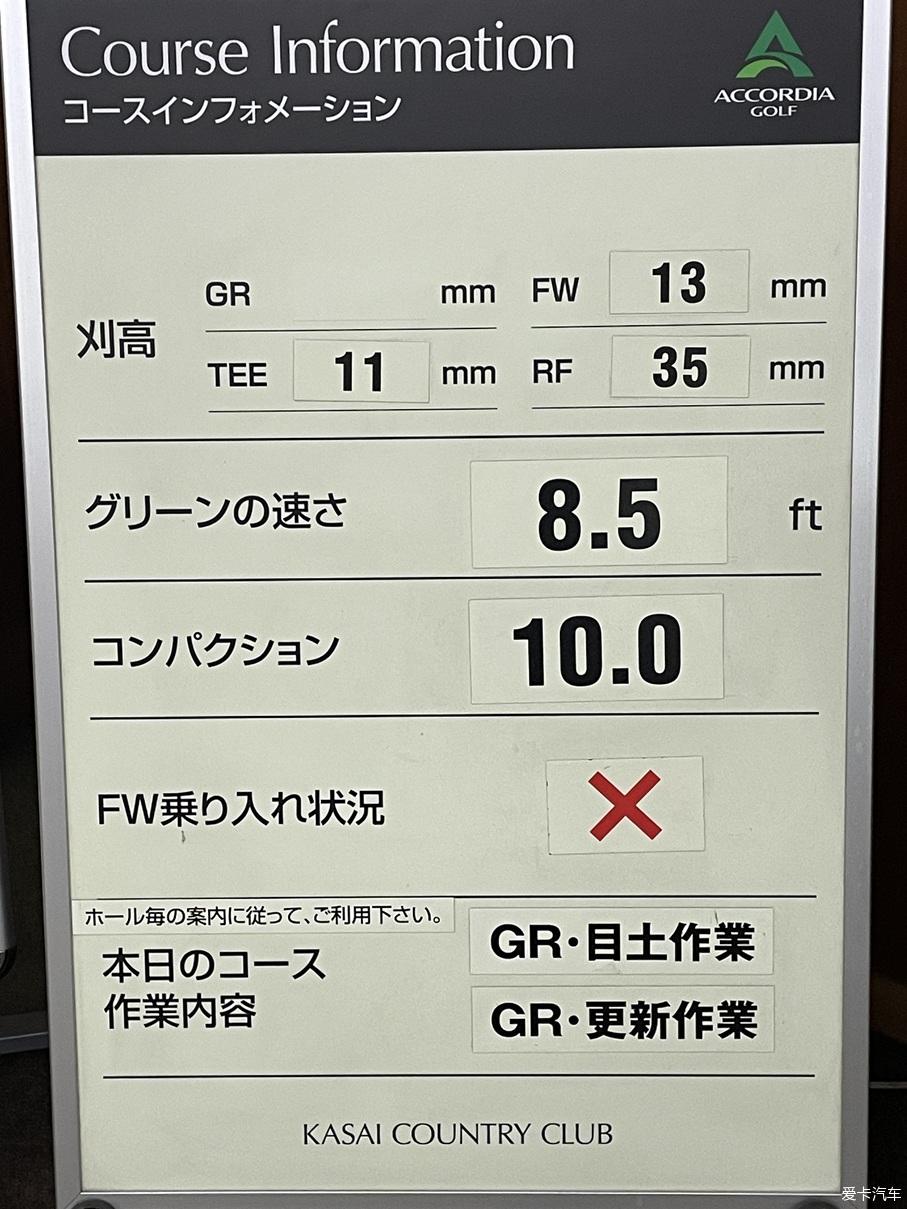 Course Information
コースインフォメーション
ACCORDIA
GOLF
刈高
GR mm FW 13 mm
TEE 11 mm RF 35 mm
グリーンの速さ 8.5 ft
コンパクション 10.0
FW乗り入れ状況 ×
ホール毎の案内に従って、ご利用下さい。
本日のコース
作業内容
GR・目土作業
GR・更新作業
KASAI COUNTRY CLUB
爱卡汽车